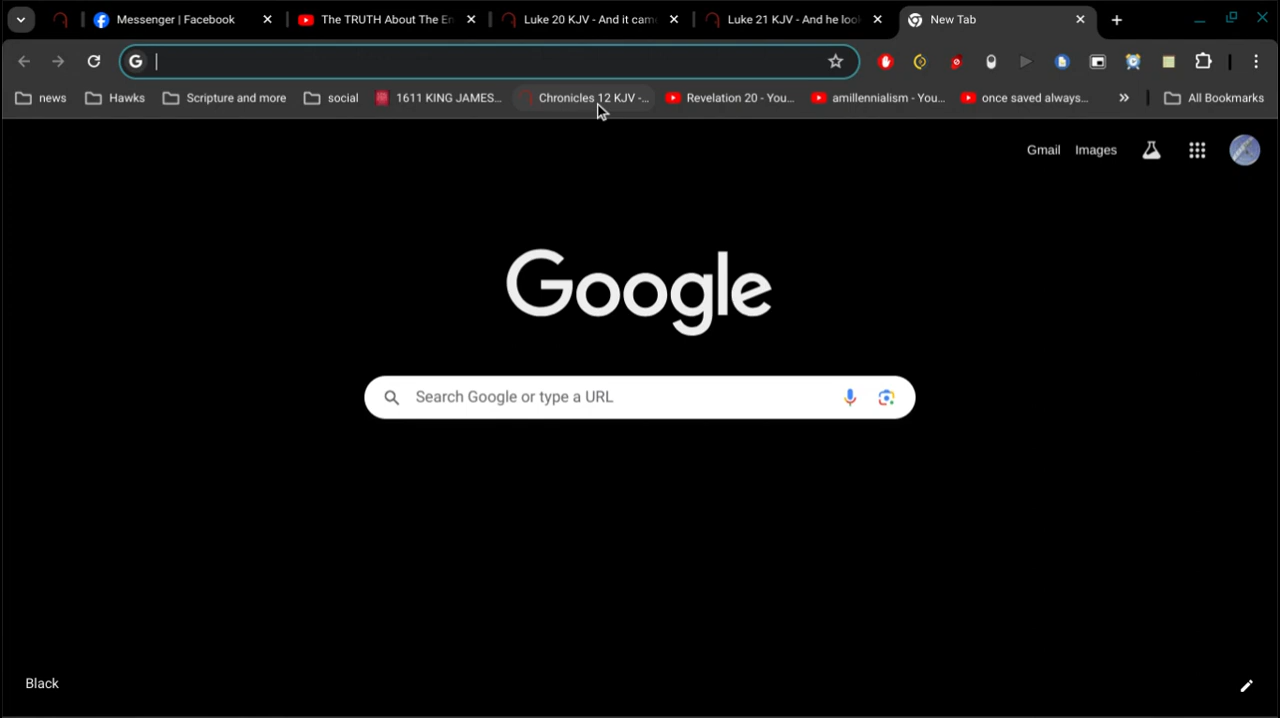 Messenger | Facebook
The TRUTH About The En
Luke 20 KJV - And it came
Luke 21 KJV - And he look
New Tab
news
Hawks
Scripture and more
social
1611 KING JAMES...
Chronicles 12 KJV -...
Revelation 20 - You...
amillennialism - You...
once saved always...
All Bookmarks
Gmail
Images
Google
Search Google or type a URL
Black